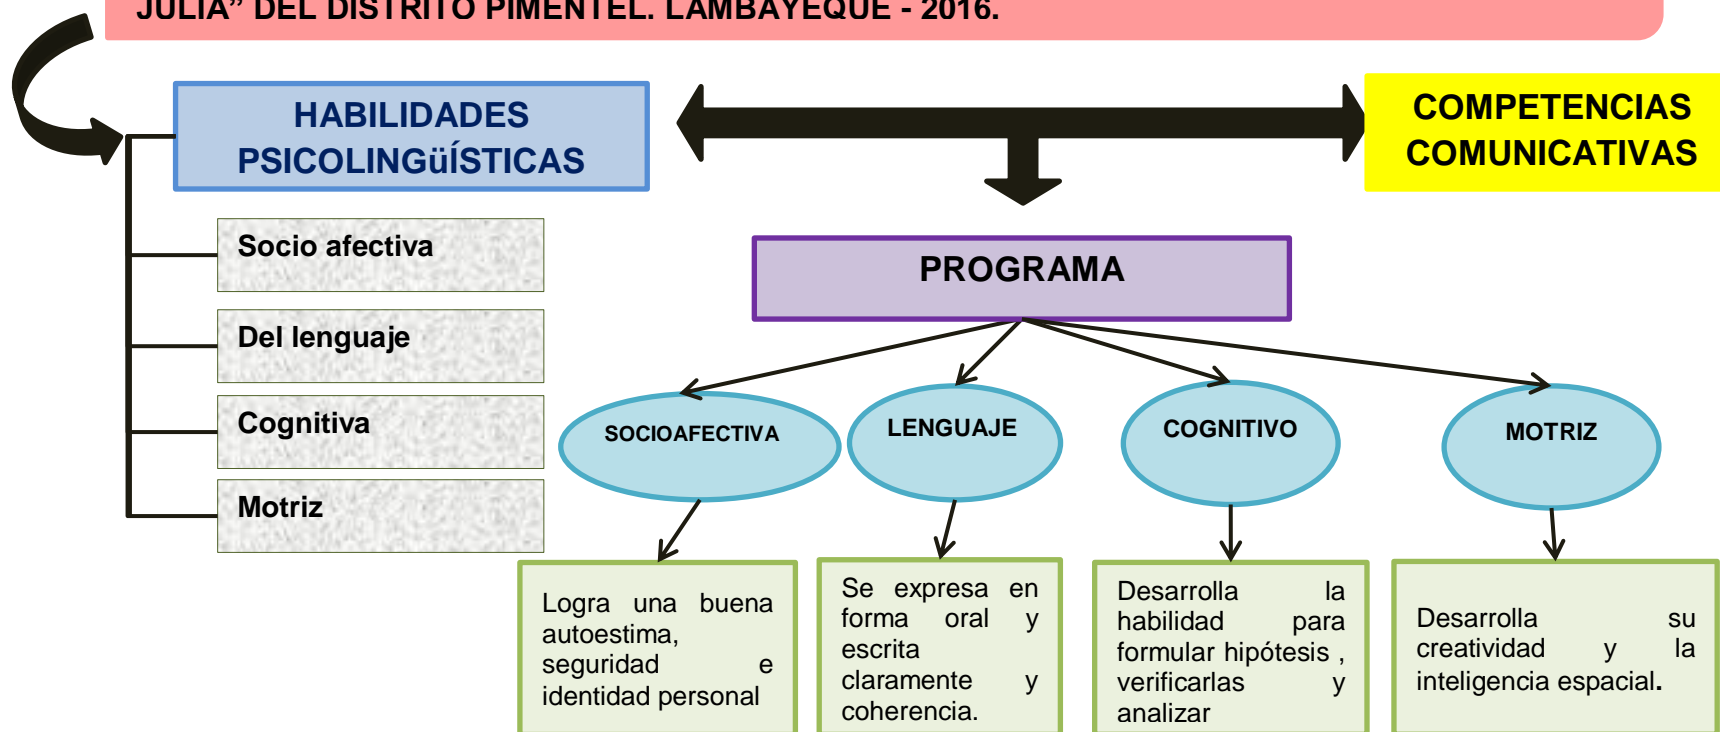 JULIA” DEL DISTRITO PIMENTEL. LAMBAYEQUE - 2016.
HABILIDADES
PSICOLINGüÍSTICAS
COMPETENCIAS
COMUNICATIVAS
Socio afectiva
Del lenguaje
Cognitiva
Motriz
PROGRAMA
SOCIOAFECTIVA
LENGUAJE
COGNITIVO
MOTRIZ
Logra una buena
autoestima,
seguridad e
identidad personal
Se expresa en
forma oral y
escrita
claramente y
coherencia.
Desarrolla la
habilidad para
formular hipótesis ,
verificarlas y
analizar
Desarrolla su
creatividad y la
inteligencia espacial.